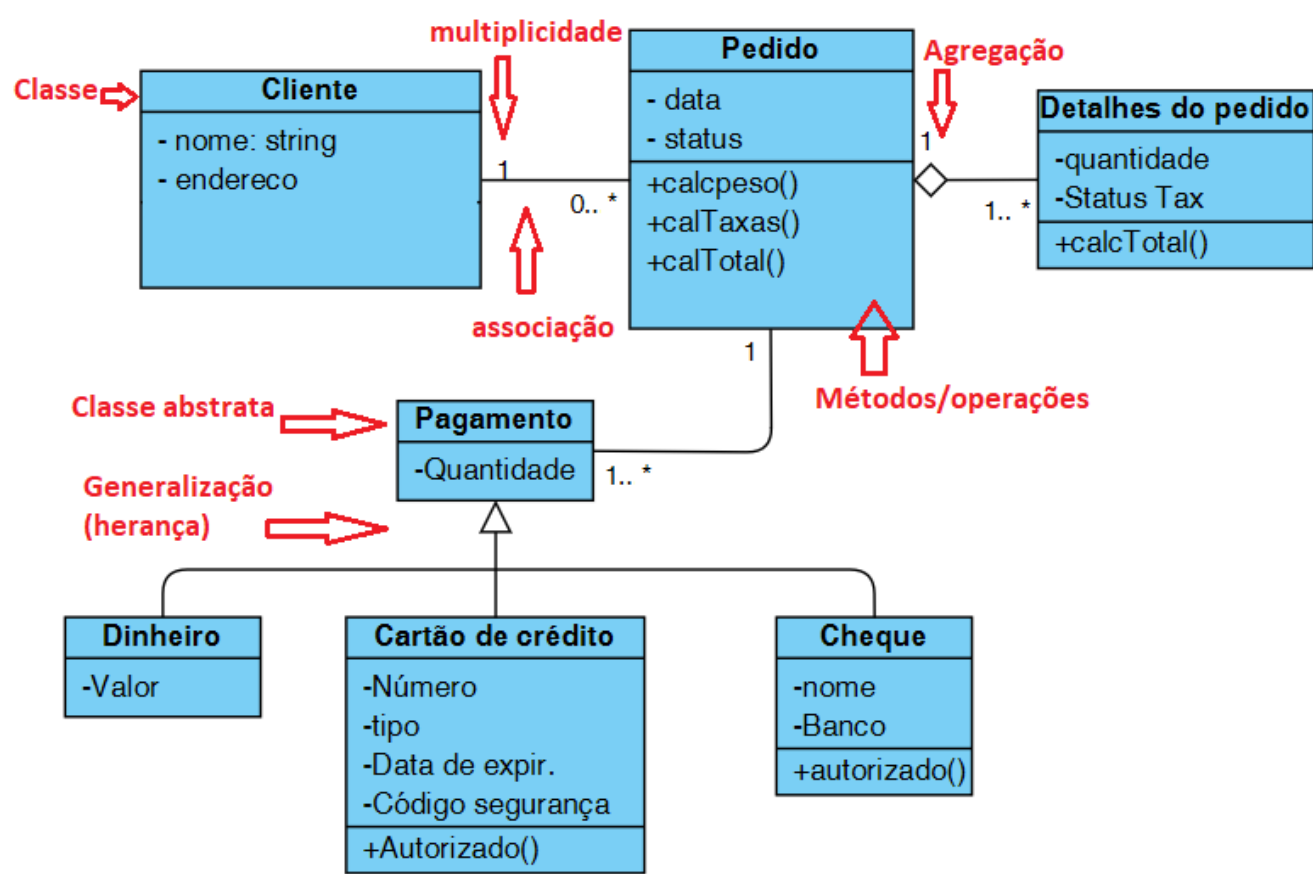 multiplicidade
Classe
Cliente
- nome: string
- endereco
1
0.. *
associação
Pedido
- data
- status
+calcpeso()
+calTaxas()
+calTotal()
Agregação
1
1.. *
Detalhes do pedido
-quantidade
-Status Tax
+calcTotal()
Métodos/operações
1
1.. *
Classe abstrata
Pagamento
-Quantidade
Generalização
(herança)
Dinheiro
-Valor
Cartão de crédito
-Número
-tipo
-Data de expir.
-Código segurança
+Autorizado()
Cheque
-nome
-Banco
+autorizado()